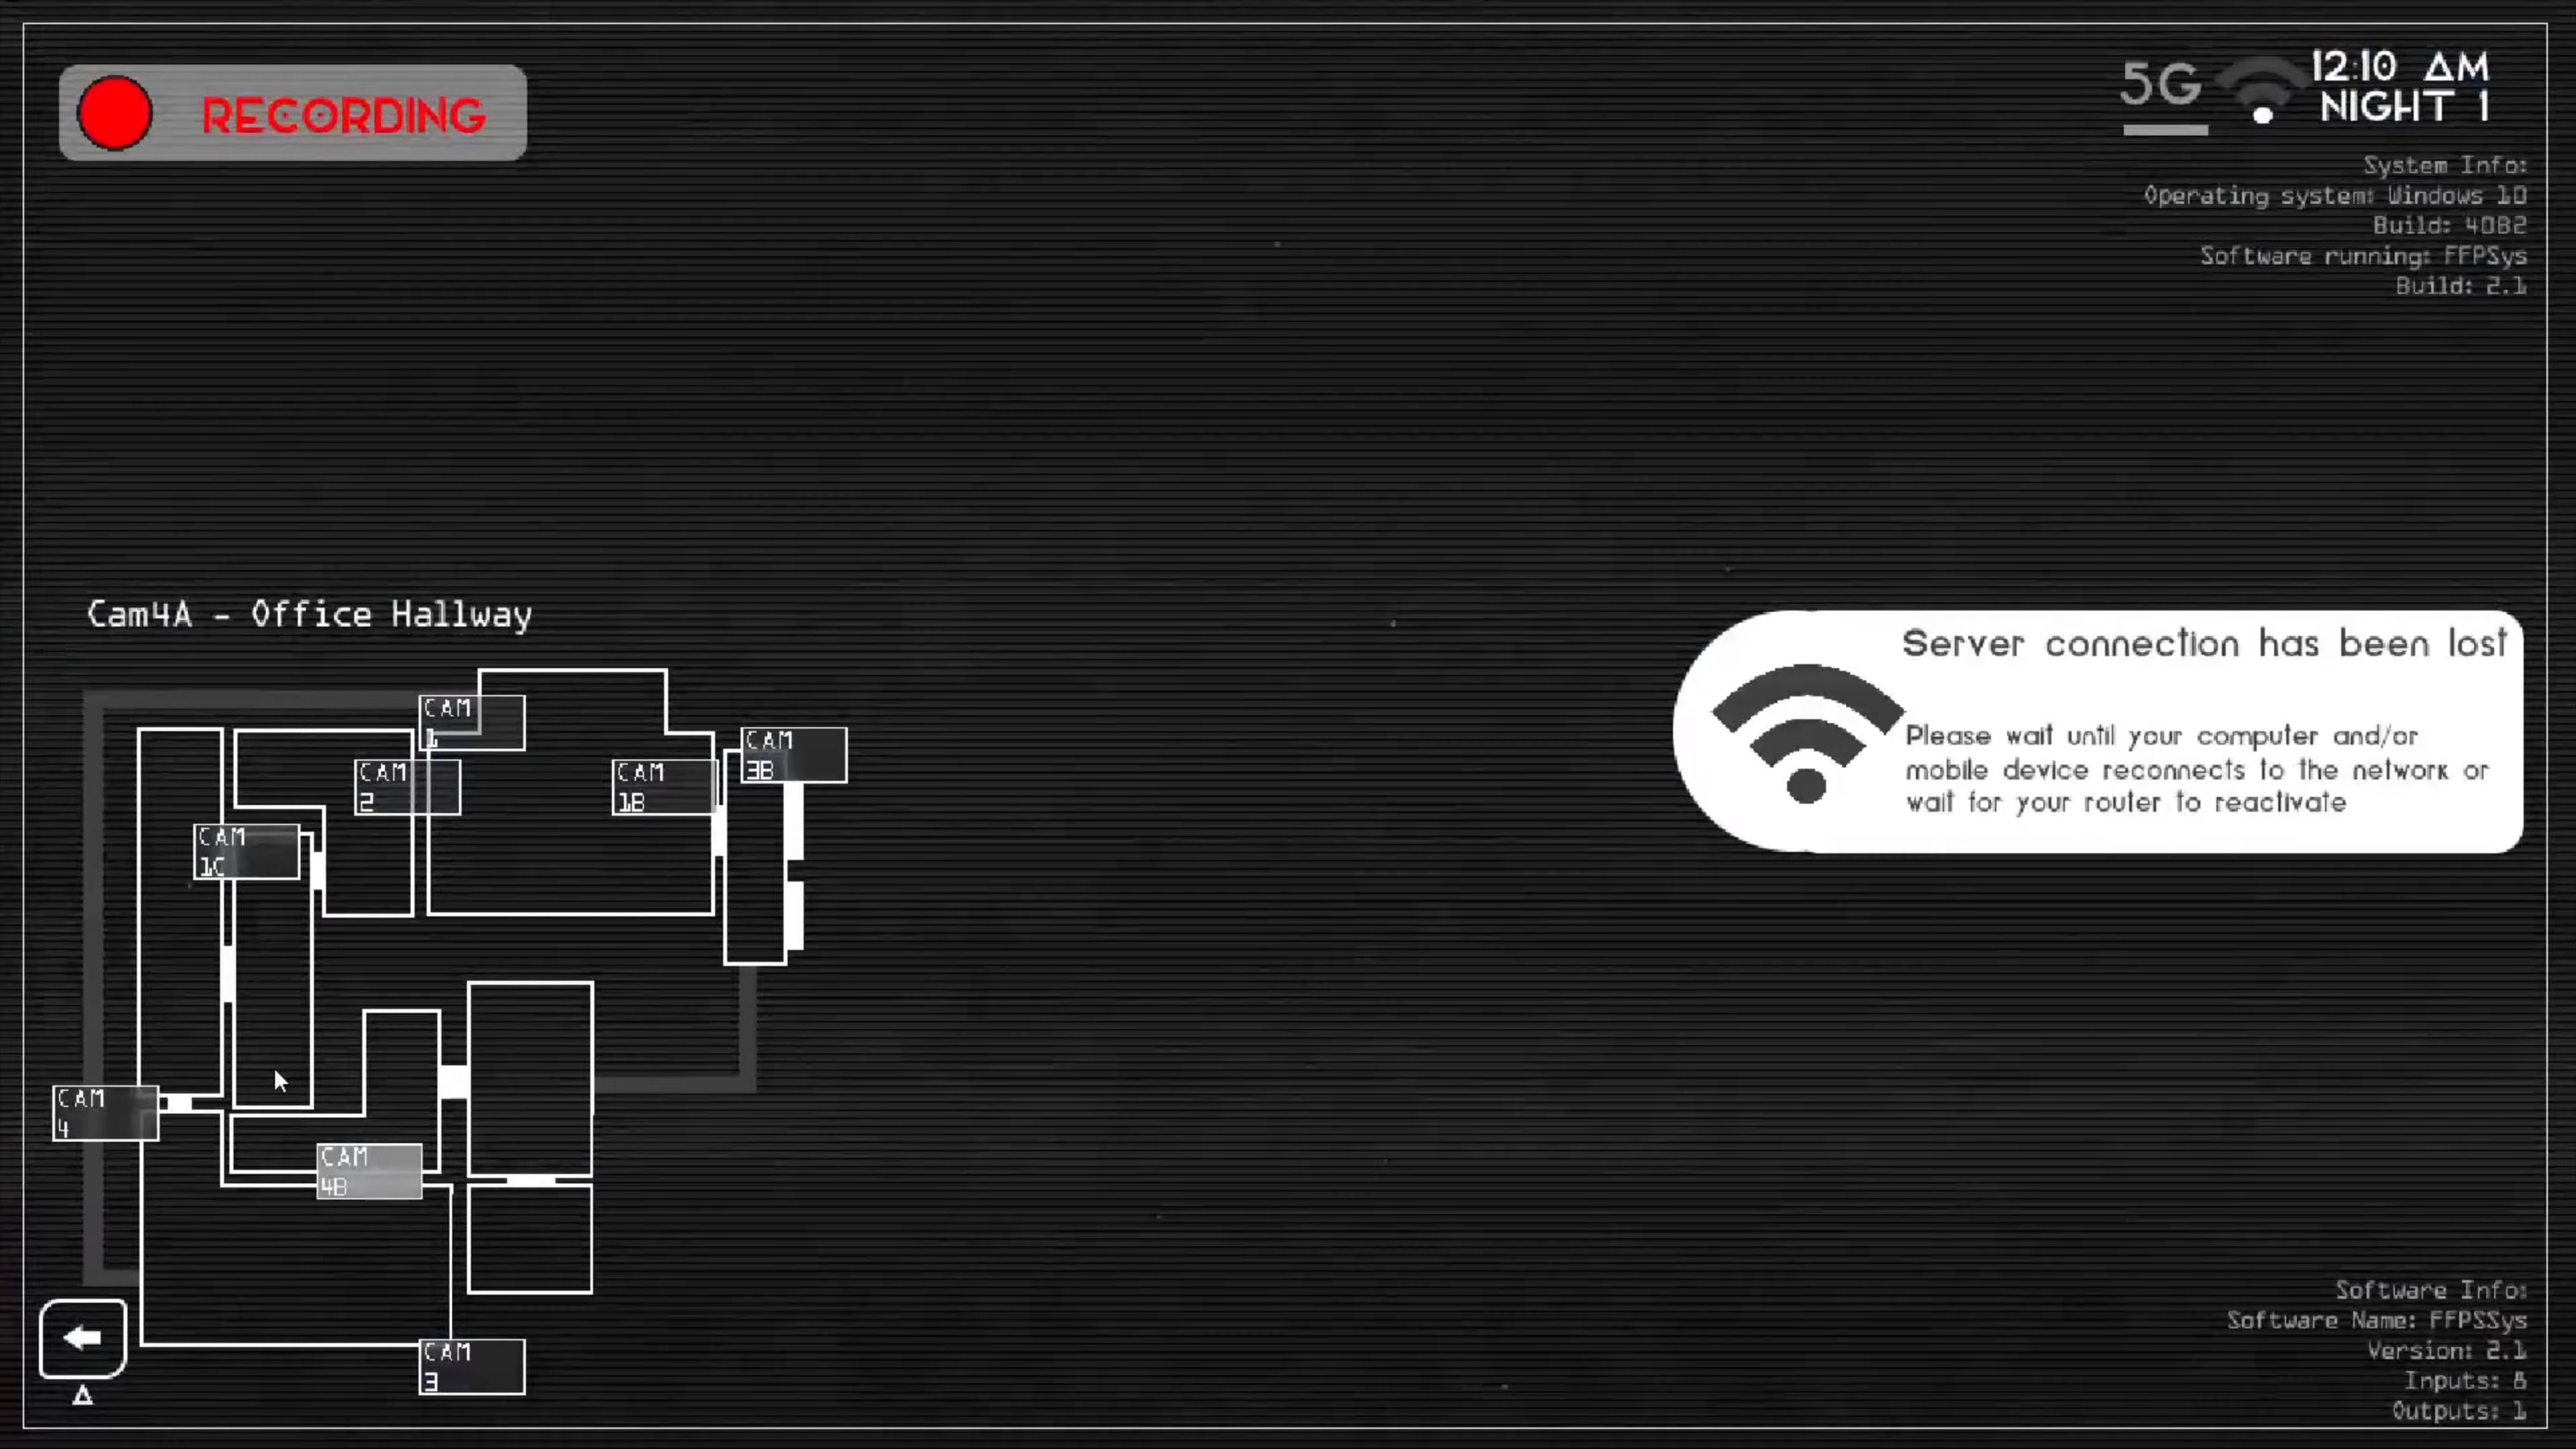 RECORDING
5G
12:10 AM
NIGHT 1
System Info:
Operating system: Windows 10
Build: 4082
Software running: FFPSys
Build: 2.1
Cam4A - Office Hallway
Server connection has been lost
Please wait until your computer and/or
mobile device reconnects to the network or
wait for your router to reactivate
CAM
1
CAM
3B
CAM
2
CAM
1B
CAM
1C
CAM
4
CAM
4B
CAM
3
A
Software Info:
Software Name: FFPSSys
Version: 2.1
Inputs: 8
Outputs: 1